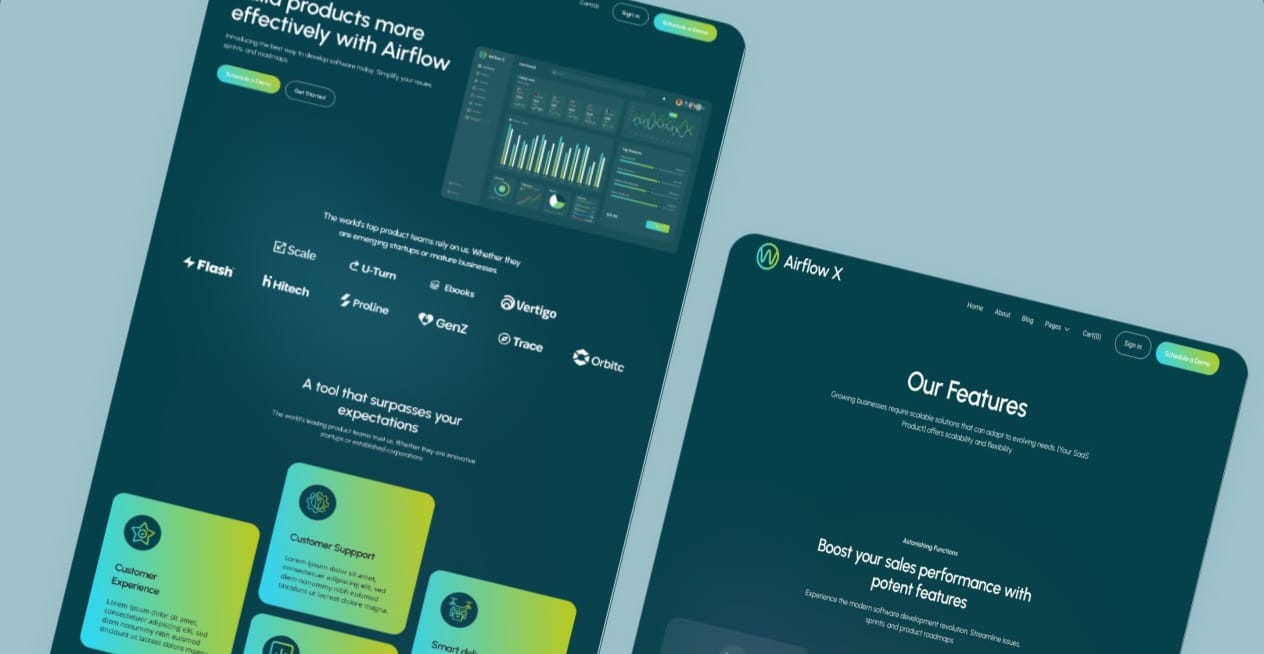 products more
effectively with Airflow
Introducing the best way to develop software today. Simplify your issues,
sprints, and roadmaps.
Schedule a Demo
Get Started
Cart(0)
Sign in
Schedule a Demo
Airflow X
The world's top product teams rely on us. Whether they
are emerging startups or mature businesses.
Scale
U-Turn
Ebooks
Vertigo
Flash
Hitech
Proline
GenZ
Trace
Orbitc
A tool that surpasses your
expectations
The world's leading product teams trust us. Whether they are innovative
startups or established corporations
Customer
Experience
Lorem ipsum dolor sit amet,
consectetuer adipiscing elit, sed
diem nonummy nibh euismod
tincidunt ut lacreet dolore magna.
Customer Suppport
Lorem ipsum dolor sit amet,
consectetuer adipiscing elit, sed
diem nonummy nibh euismod
tincidunt ut lacreet dolore magna.
Smart
Airflow X
Home
About
Blog
Pages
Cart(0)
Sign in
Schedule a Demo
Our Features
Growing businesses require scalable solutions that can adapt to evolving needs. [Your SaaS
Product] offers scalability and flexibility
Astonishing Functions
Boost your sales performance with
potent features
Experience the modern software development revolution. Streamline issues,
sprints, and product roadmaps.